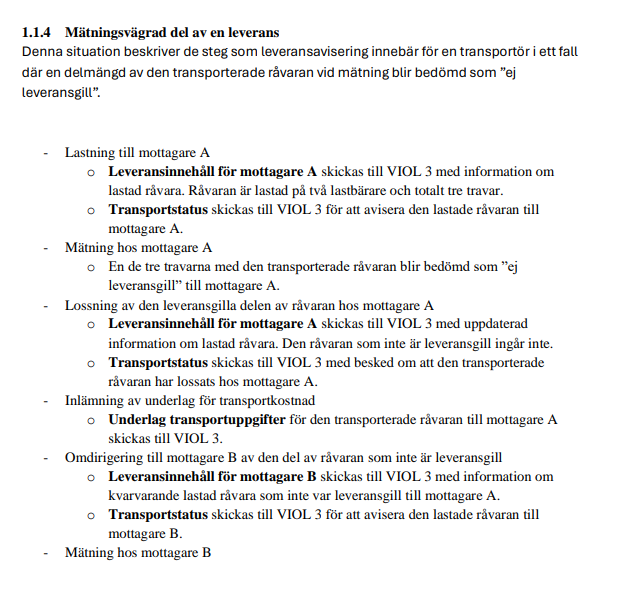 1.1.4 Mätningsvägrad del av en leverans
Denna situation beskriver de steg som leveransavisering innebär för en transportör i ett fall
där en delmängd av den transporterade råvaran vid mätning blir bedömd som ”ej
leveransgill”.
- Lastning till mottagare A
o Leveransinnehåll för mottagare A skickas till VIOL 3 med information om
lastad råvara. Råvaran är lastad på två lastbärare och totalt tre travar.
o Transportstatus skickas till VIOL 3 för att avisera den lastade råvaran till
mottagare A.
- Mätning hos mottagare A
o En de tre travarna med den transporterade råvaran blir bedömd som ”ej
leveransgill” till mottagare A.
- Lossning av den leveransgilla delen av råvaran hos mottagare A
o Leveransinnehåll för mottagare A skickas till VIOL 3 med uppdaterad
information om lastad råvara. Den råvaran som inte är leveransgill ingår inte.
o Transportstatus skickas till VIOL 3 med besked om att den transporterade
råvaran har lossats hos mottagare A.
- Inlämning av underlag för transportkostnad
o Underlag transportuppgifter för den transporterade råvaran till mottagare A
skickas till VIOL 3.
- Omdirigering till mottagare B av den del av råvaran som inte är leveransgill
o Leveransinnehåll för mottagare B skickas till VIOL 3 med information om
kvarvarande lastad råvara som inte var leveransgill till mottagare A.
o Transportstatus skickas till VIOL 3 för att avisera den lastade råvaran till
mottagare B.
- Mätning hos mottagare B